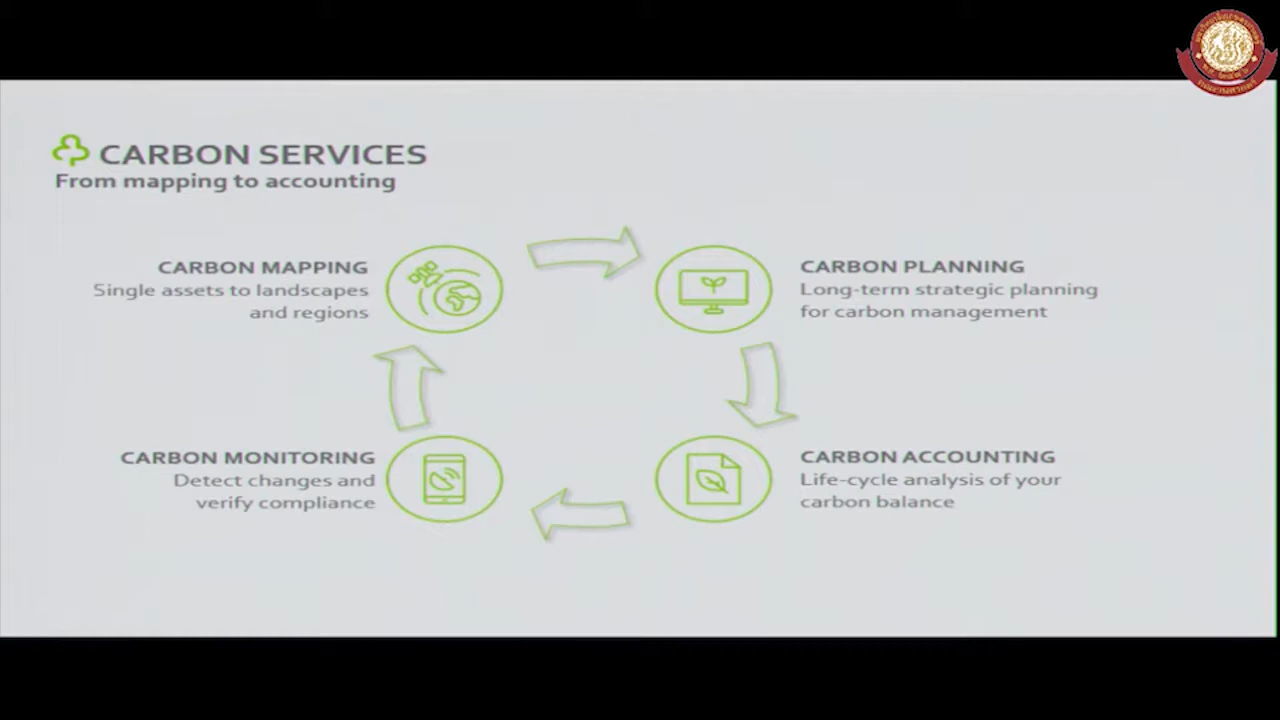 CARBON SERVICES
From mapping to accounting
CARBON MAPPING
Single assets to landscapes
and regions
CARBON PLANNING
Long-term strategic planning
for carbon management
CARBON MONITORING
Detect changes and
verify compliance
CARBON ACCOUNTING
Life-cycle analysis of your
carbon balance